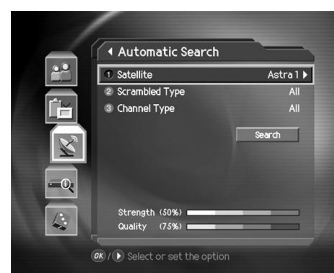 Automatic Search
1 Satellite Astra 1
2 Scrambled Type All
3 Channel Type All
Search
Strength (50%)
Quality (75%)
OK / Select or set the option